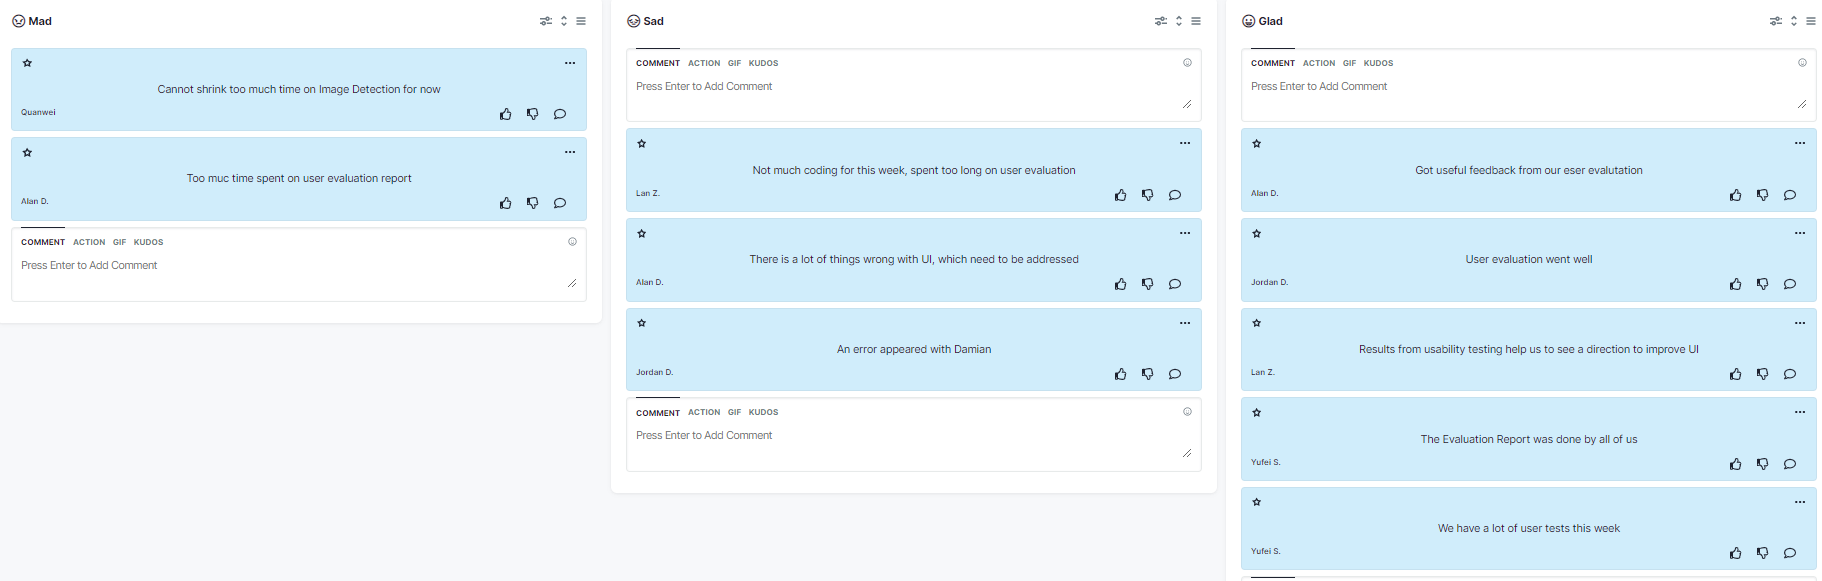 Mad
Cannot shrink too much time on Image Detection for now
Quanwei
Too muc time spent on user evaluation report
Alan D.
COMMENT ACTION GIF KUDOS
Press Enter to Add Comment
Sad
COMMENT ACTION GIF KUDOS
Press Enter to Add Comment
Not much coding for this week, spent too long on user evaluation
Lan Z.
There is a lot of things wrong with UI, which need to be addressed
Alan D.
An error appeared with Damian
Jordan D.
COMMENT ACTION GIF KUDOS
Press Enter to Add Comment
Glad
COMMENT ACTION GIF KUDOS
Press Enter to Add Comment
Got useful feedback from our eser evalutation
Alan D.
User evaluation went well
Jordan D.
Results from usability testing help us to see a direction to improve UI
Lan Z.
The Evaluation Report was done by all of us
Yufei S.
We have a lot of user tests this week
Yufei S.